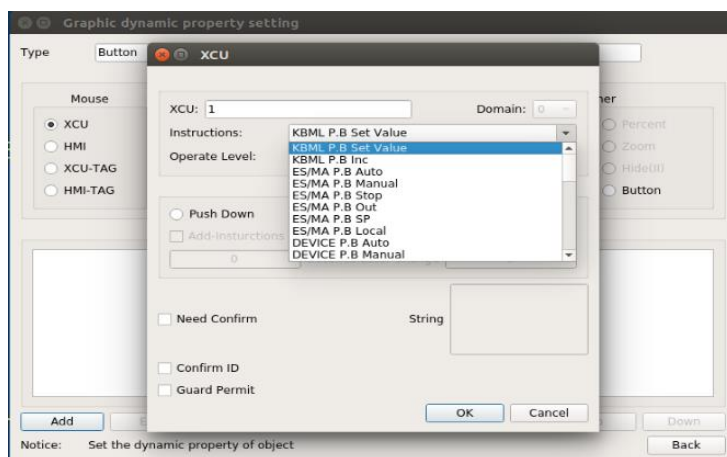 Graphic dynamic property setting
Type Button
XCU
Mouse
XCU
HMI
XCU-TAG
HMI-TAG
XCU: 1 Domain: 0
Instructions: KBML P.B Set Value
Operate Level:
KBML P.B Set Value
KBML P.B Inc
ES/MA P.B Auto
ES/MA P.B Manual
ES/MA P.B Stop
ES/MA P.B Out
ES/MA P.B SP
ES/MA P.B Local
DEVICE P.B Auto
DEVICE P.B Manual
Push Down
Add-Insturctions
0
Need Confirm String
Confirm ID
Guard Permit
OK Cancel
Percent
Zoom
Button
Add Down
Notice: Set the dynamic property of object Back